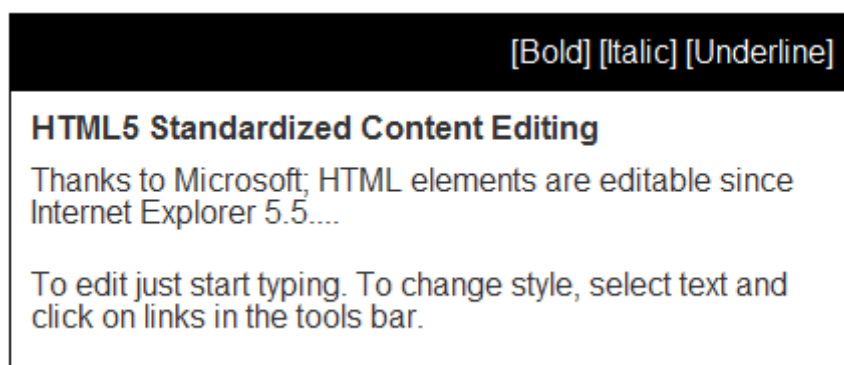 [Bold] [Italic] [Underline]
HTML5 Standardized Content Editing
Thanks to Microsoft; HTML elements are editable since
Internet Explorer 5.5....
To edit just start typing. To change style, select text and
click on links in the tools bar.